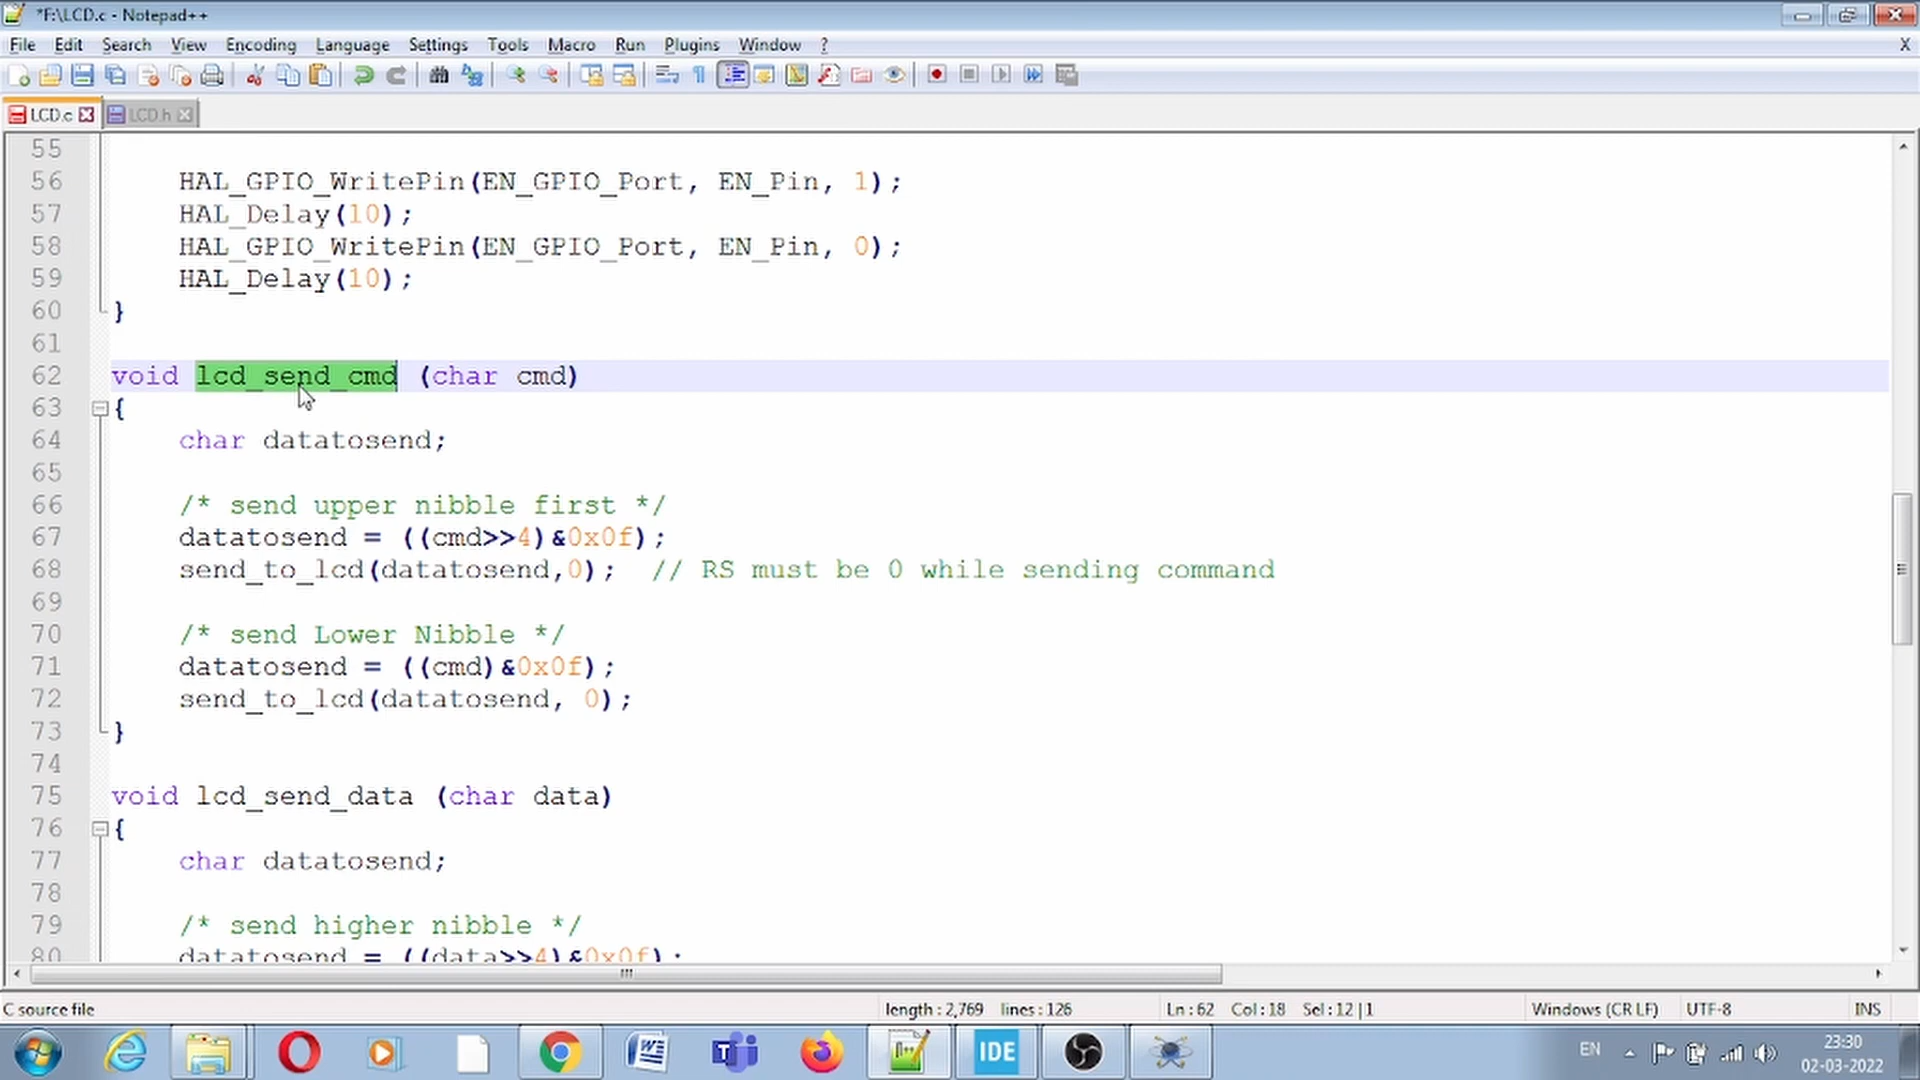 *F:\LCD.c - Notepad++
File Edit Search View Encoding Language Settings Tools Macro Run Plugins Window ? X
LCD.c LCD.h
55
56 HAL_GPIO_WritePin(EN_GPIO_Port, EN_Pin, 1);
57 HAL_Delay(10);
58 HAL_GPIO_WritePin(EN_GPIO_Port, EN_Pin, 0);
59 HAL_Delay(10);
60 }
61
62 void lcd_send_cmd (char cmd)
63 {
64 char datatosend;
65
66 /* send upper nibble first */
67 datatosend = ((cmd>>4)&0x0f);
68 send_to_lcd(datatosend,0); // RS must be 0 while sending command
69
70 /* send Lower Nibble */
71 datatosend = ((cmd)&0x0f);
72 send_to_lcd(datatosend, 0);
73 }
74
75 void lcd_send_data (char data)
76 {
77 char datatosend;
78
79 /* send higher nibble */
80 datatosend = ((data>>4)&0x0f);
C source file length : 2,769 lines : 126 Ln : 62 Col : 18 Sel : 12 | 1 Windows (CR LF) UTF-8 INS
IDE EN 23:30
02-03-2022